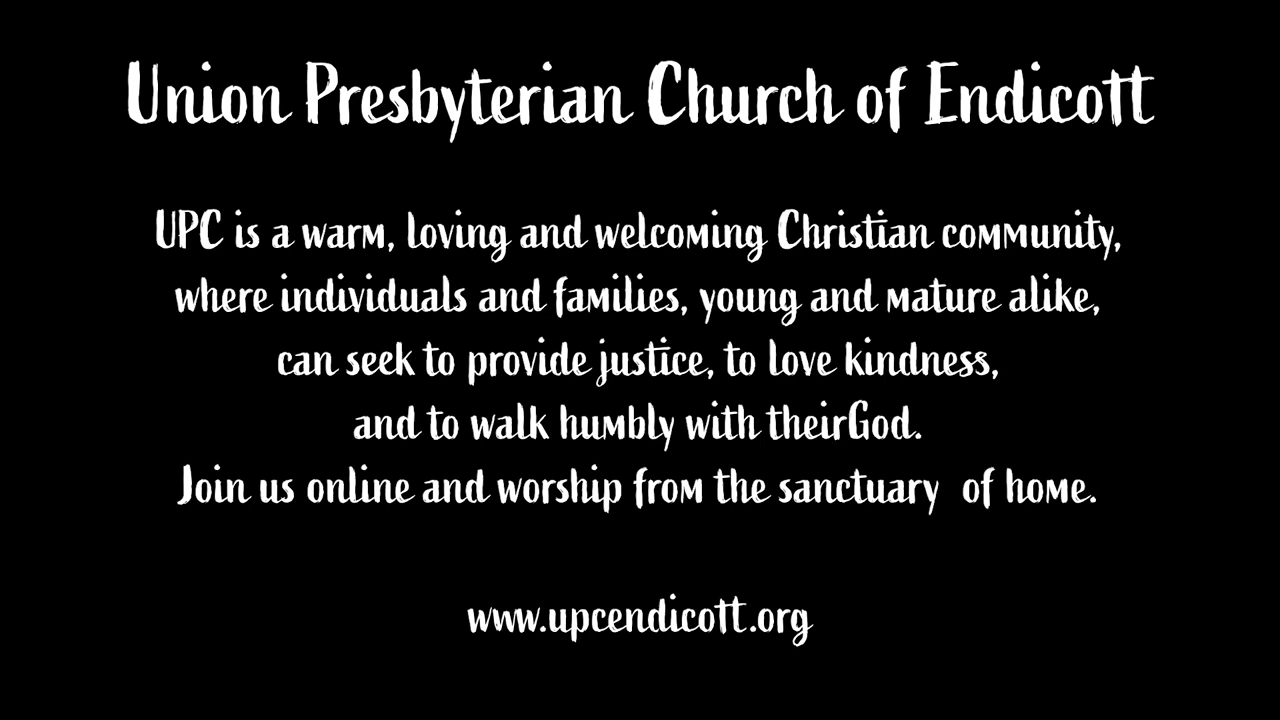 Union Presbyterian Church of Endicott
UPC is a warm, loving and welcoming Christian community,
where individuals and families, young and mature alike,
can seek to provide justice, to love kindness,
and to walk humbly with theirGod.
Join us online and worship from the sanctuary  of home.
www.upcendicott.org